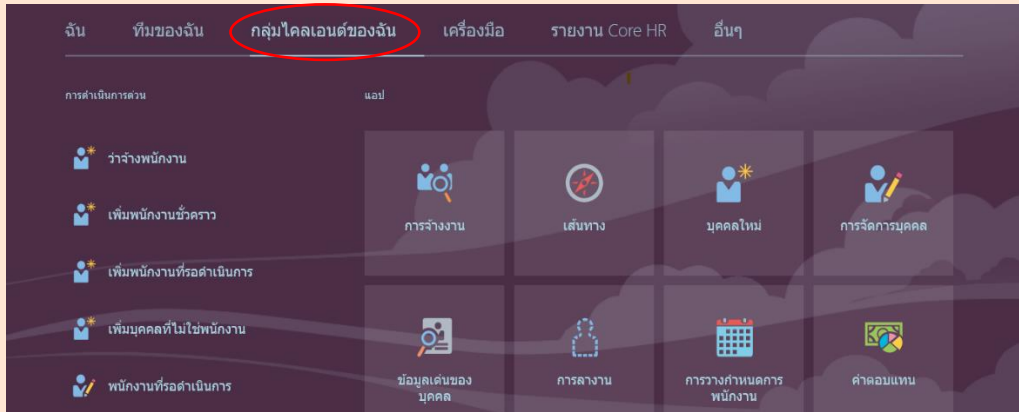 ฉัน ทีมของฉัน กลุ่มไคลเอนต์ของฉัน เครื่องมือ รายงาน Core HR อื่นๆ
การดำเนินการด่วน แอป
ว่าจ้างพนักงาน
เพิ่มพนักงานชั่วคราว
เพิ่มพนักงานที่รอดำเนินการ
เพิ่มบุคคลที่ไม่ใช่พนักงาน
พนักงานที่รอดำเนินการ
การจ้างงาน เส้นทาง บุคคลใหม่ การจัดการบุคคล
ข้อมูลเด่นของ การลางาน การวางกำหนดการ ค่าตอบแทน
บุคคล พนักงาน